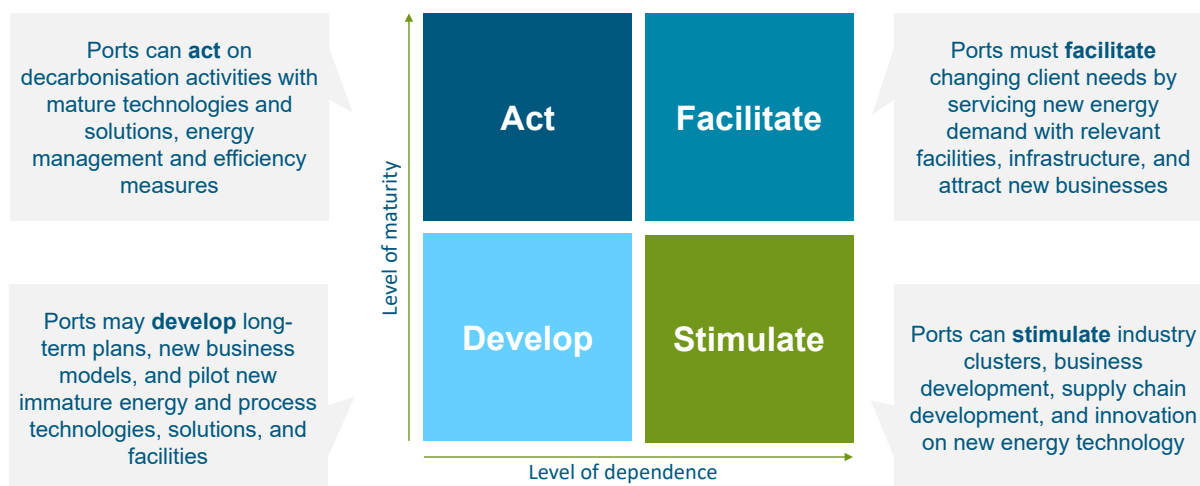 Ports can act on
decarbonisation activities with
mature technologies and
solutions, energy
management and efficiency
measures
Act
Facilitate
Ports must facilitate
changing client needs by
servicing new energy
demand with relevant
facilities, infrastructure, and
attract new businesses
Level of maturity
Ports may develop long-
term plans, new business
models, and pilot new
immature energy and process
technologies, solutions, and
facilities
Develop
Stimulate
Ports can stimulate industry
clusters, business
development, supply chain
development, and innovation
on new energy technology
Level of dependence